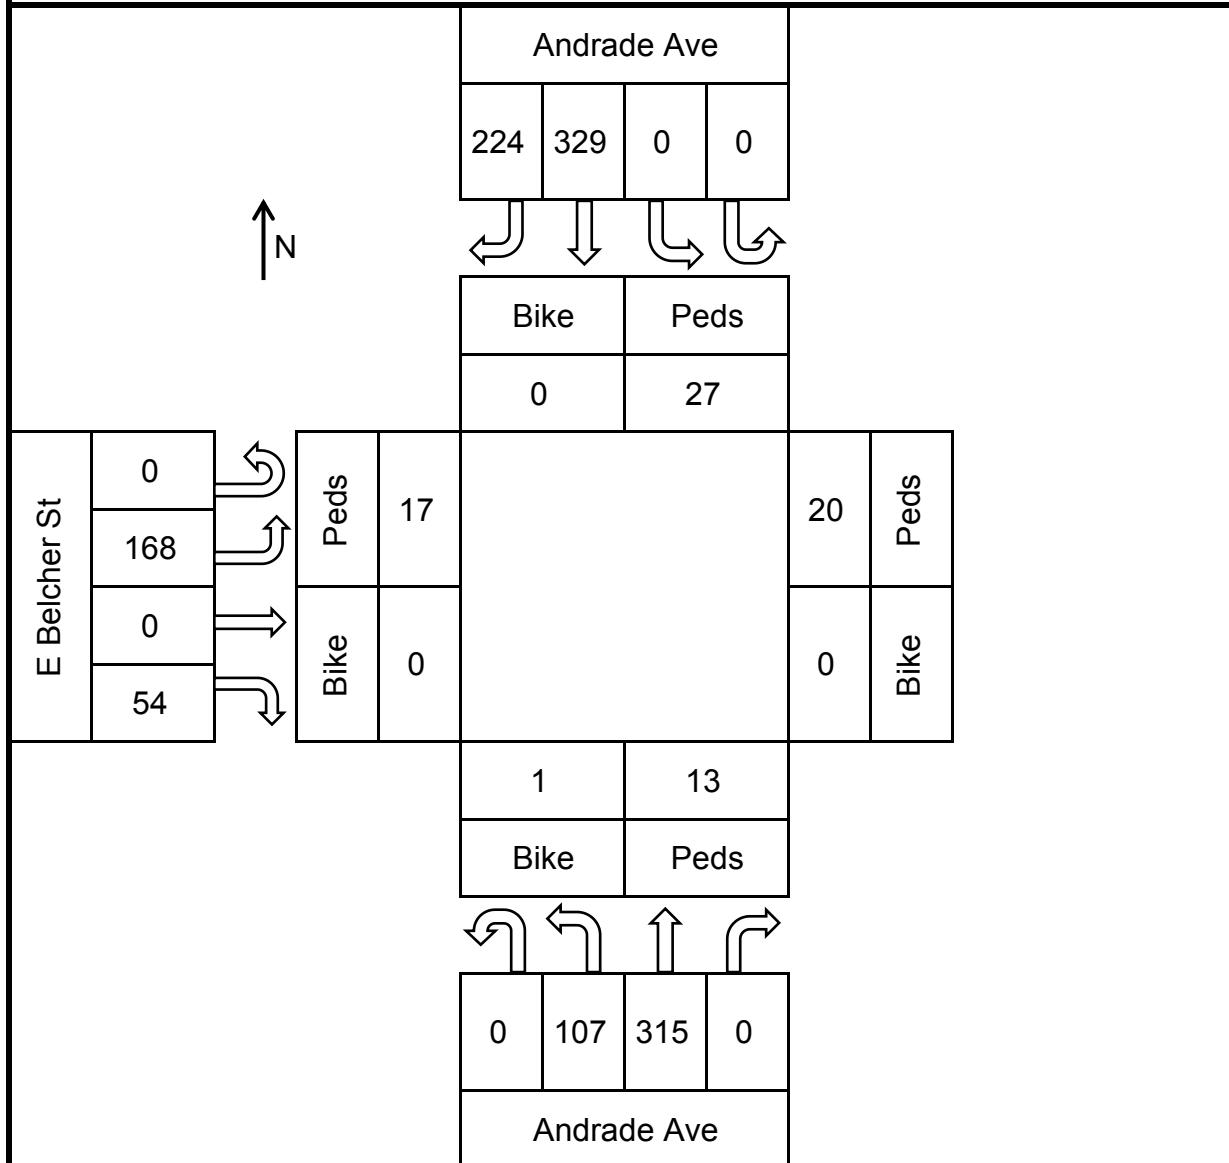 Andrade Ave
224 329 0 0
N
Bike Peds
0 27
E Belcher St
0
168
0
54
Peds 17
Bike 0
20 Peds
0 Bike
1 13
Bike Peds
0 107 315 0
Andrade Ave